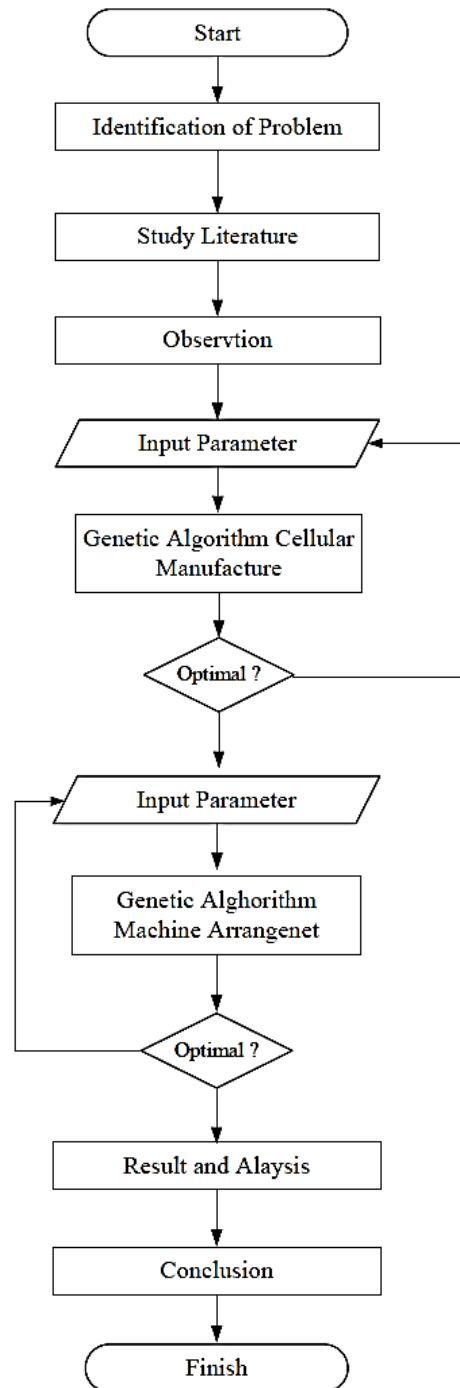 Start
Identification of Problem
Study Literature
Observtion
Input Parameter
Genetic Algorithm Cellular
Manufacture
Optimal ?
Input Parameter
Genetic Alghorithm
Machine Arrangenet
Optimal ?
Result and Alaysis
Conclusion
Finish